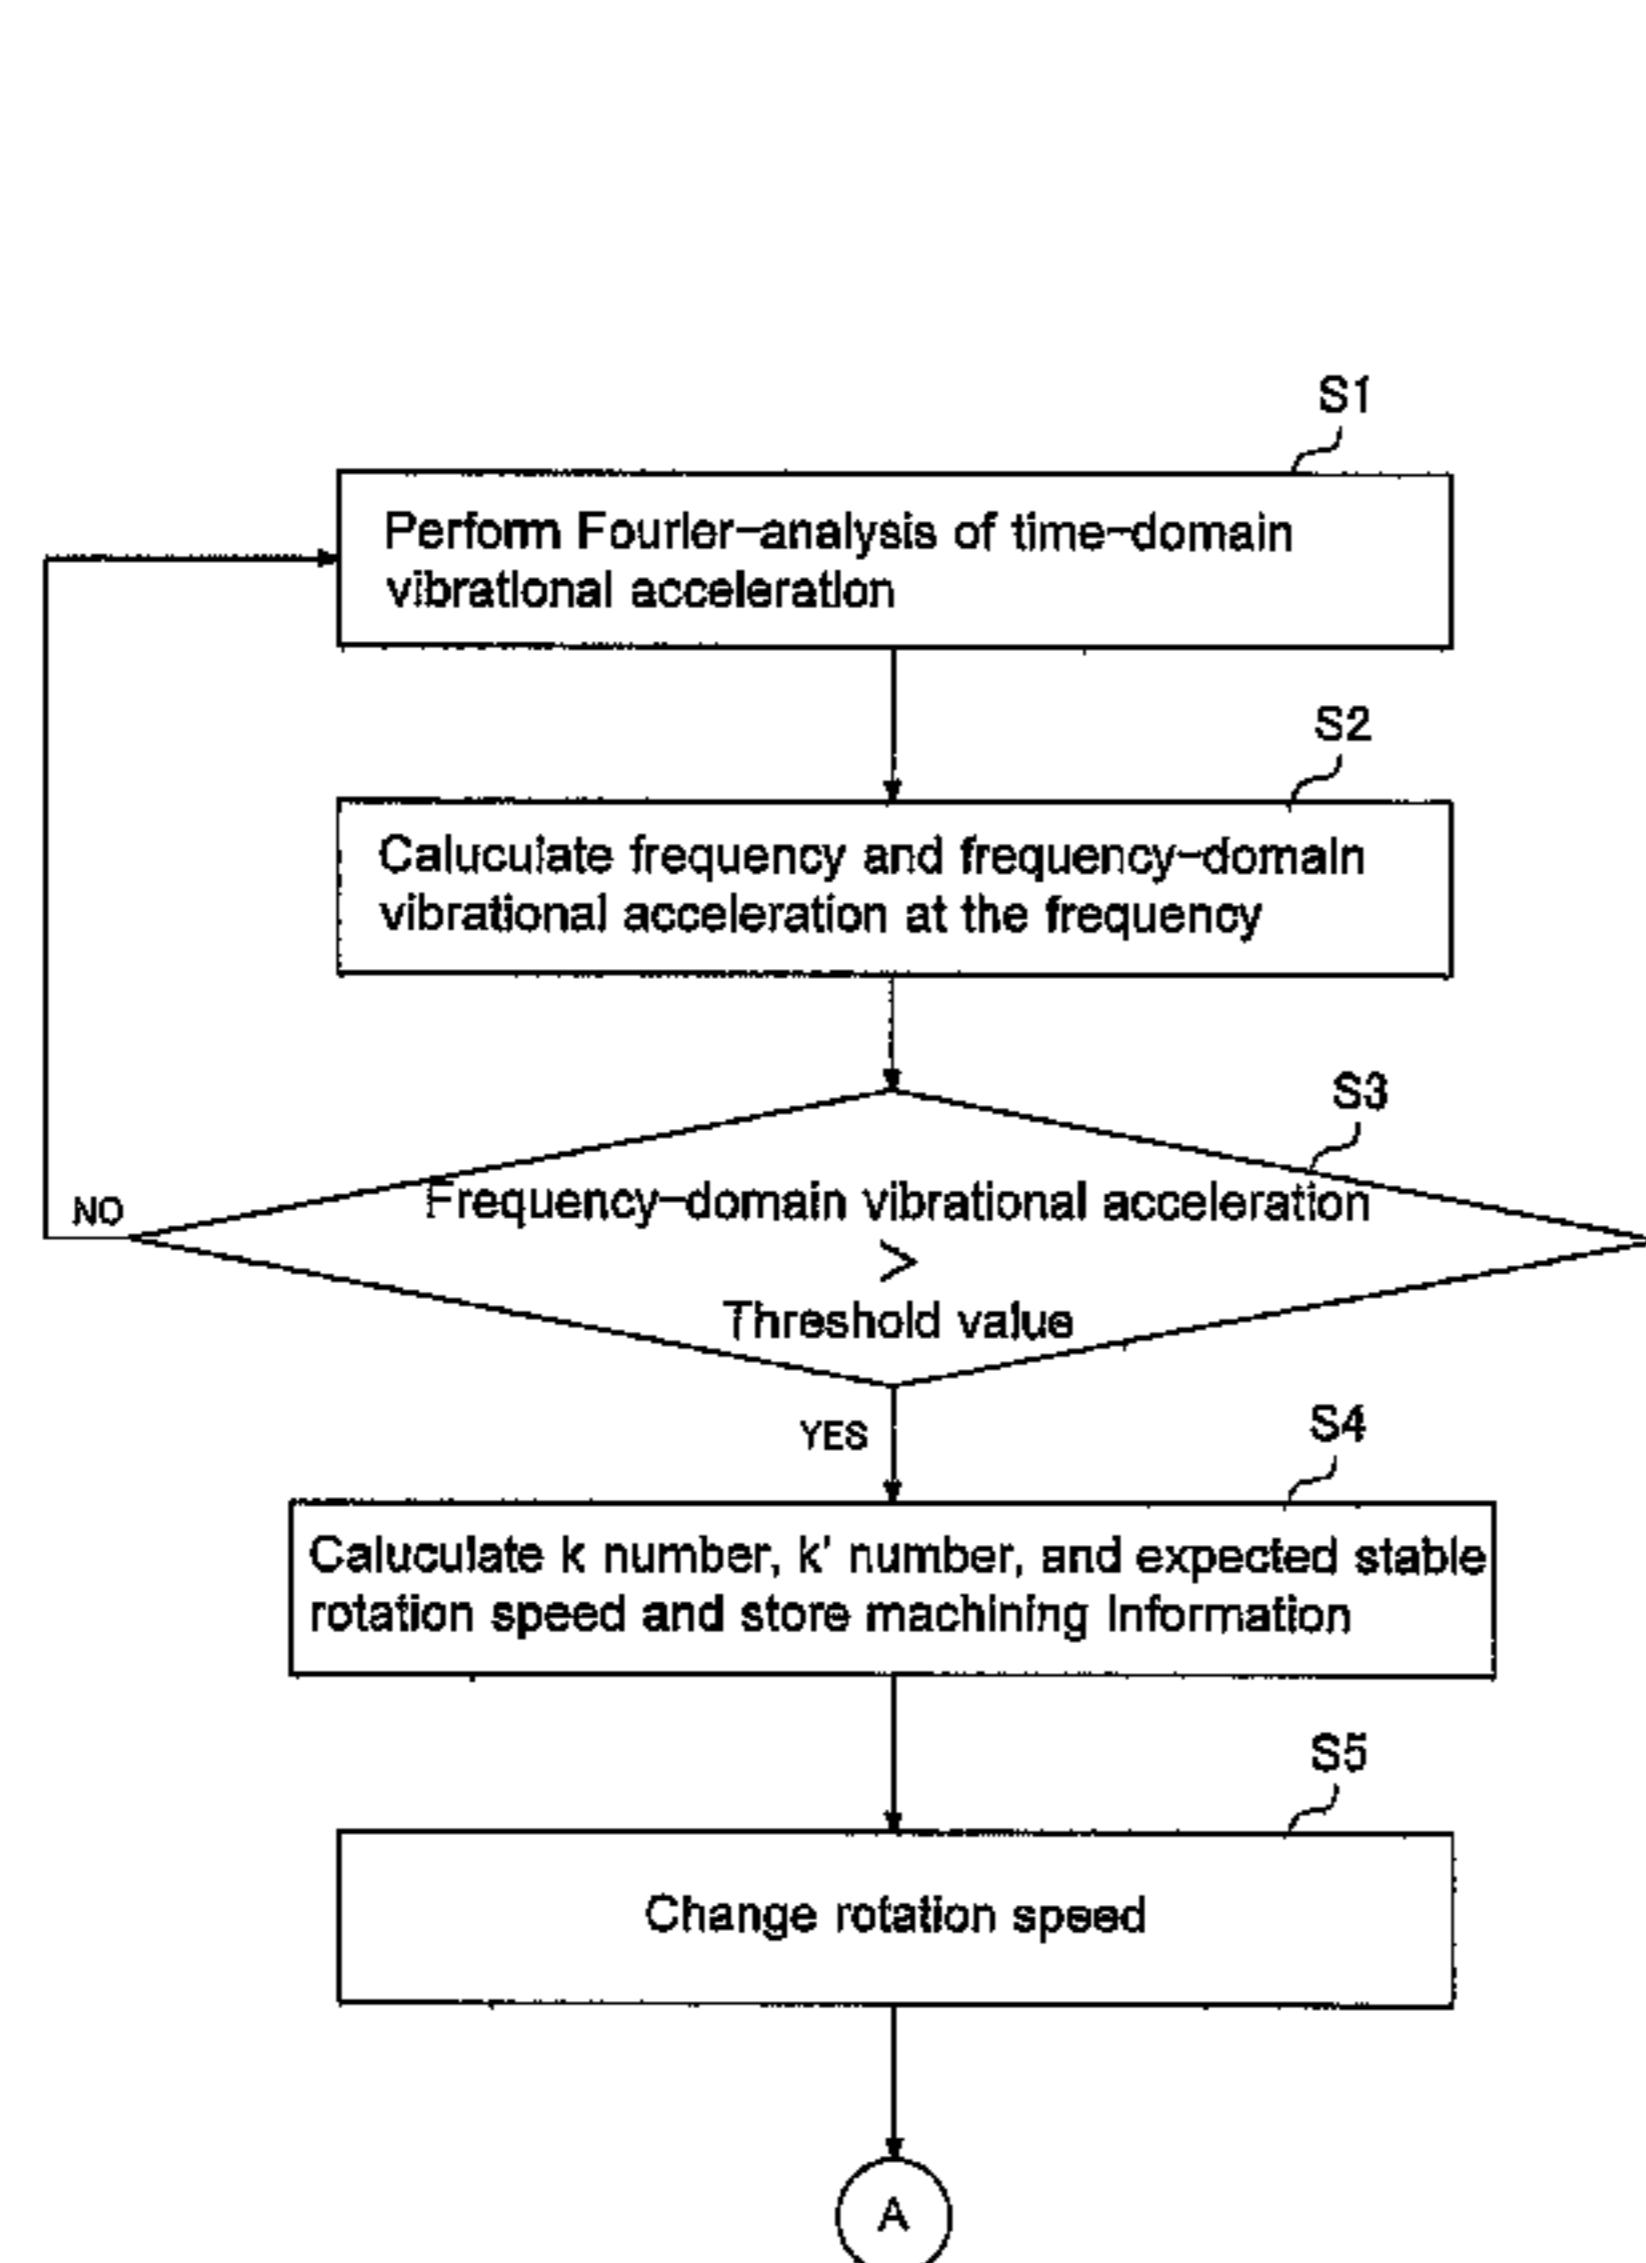 S1
Perform Fourier-analysis of time-domain
vibrational acceleration
S2
Caluculate frequency and frequency-domain
vibrational acceleration at the frequency
S3
Frequency-domain vibrational acceleration
>
Threshold value
NO
YES
S4
Caluculate k number, k' number, and expected stable
rotation speed and store machining information
S5
Change rotation speed
A